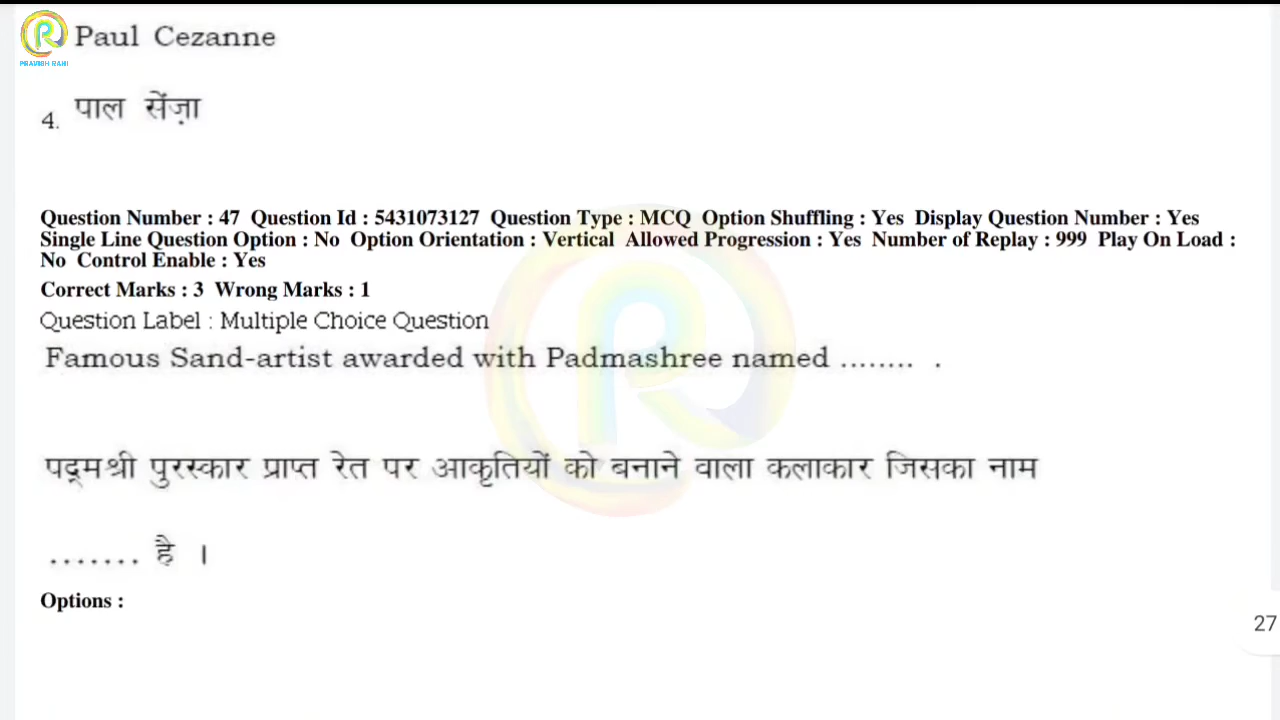 PRAVESH RAHI
Paul Cezanne
4. पाल सेंज़ा
Question Number : 47 Question Id : 5431073127 Question Type : MCQ Option Shuffling : Yes Display Question Number : Yes
Single Line Question Option : No Option Orientation : Vertical Allowed Progression : Yes Number of Replay : 999 Play On Load :
No Control Enable : Yes
Correct Marks : 3 Wrong Marks : 1
Question Label : Multiple Choice Question
Famous Sand-artist awarded with Padmashree named ........ .
पद्मश्री पुरस्कार प्राप्त रेत पर आकृतियों को बनाने वाला कलाकार जिसका नाम
....... है ।
Options :
27